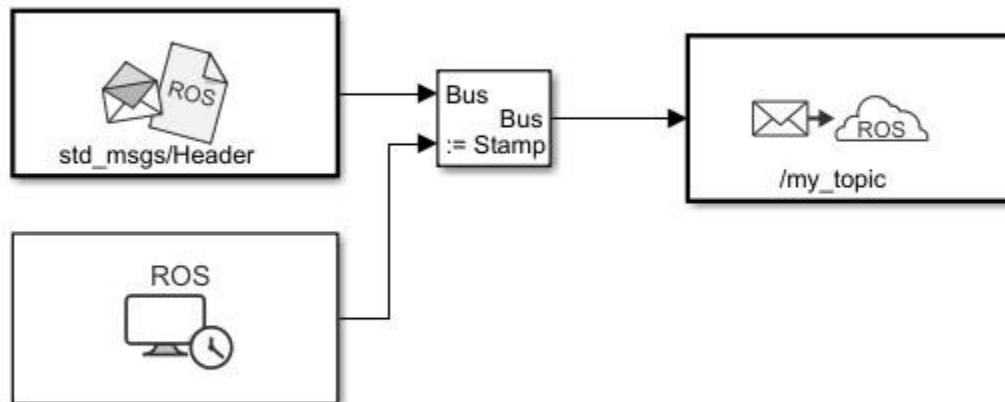 ROS
std_msgs/Header
Bus
Bus
:= Stamp
ROS
/my_topic
ROS